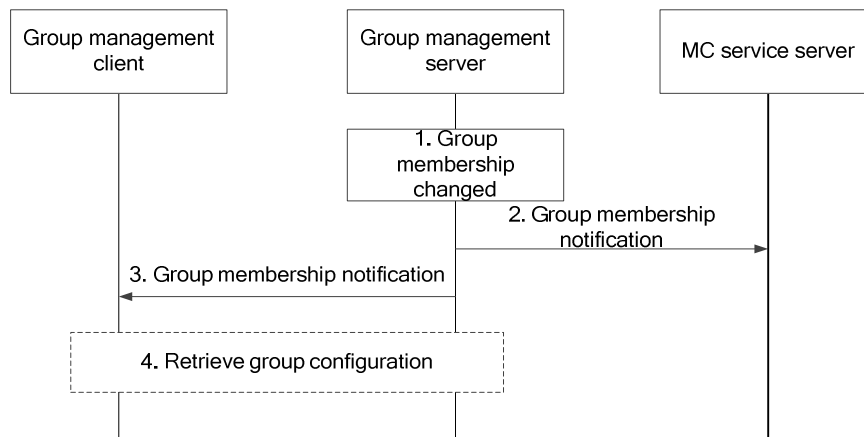 Group management
client
Group management
server
MC service server
1. Group
membership
changed
2. Group membership
notification
3. Group membership notification
4. Retrieve group configuration